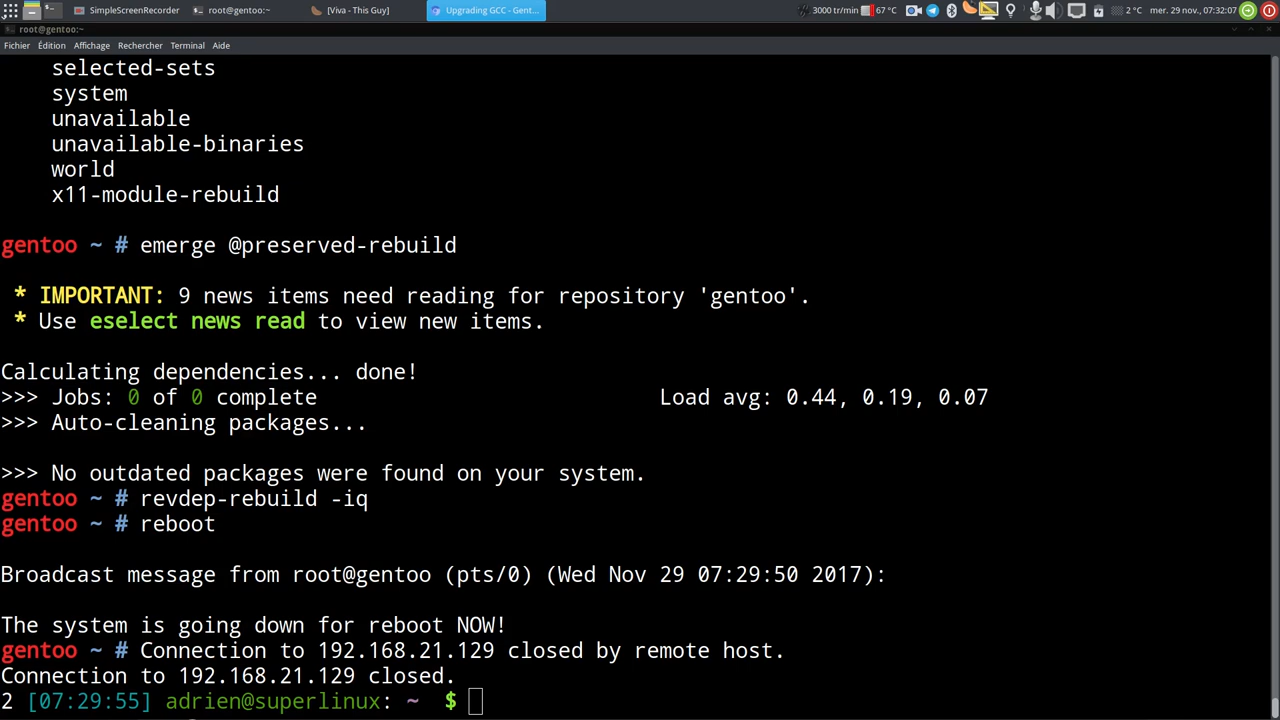 SimpleScreenRecorder root@gentoo:~ [Viva - This Guy] Upgrading GCC - Gent... 3000 tr/min 67 °C 2 °C mer. 29 nov., 07:32:07
root@gentoo:~
Fichier Édition Affichage Rechercher Terminal Aide
selected-sets
system
unavailable
unavailable-binaries
world
x11-module-rebuild
gentoo ~ # emerge @preserved-rebuild
* IMPORTANT: 9 news items need reading for repository 'gentoo'.
* Use eselect news read to view new items.
Calculating dependencies... done!
>>> Jobs: 0 of 0 complete Load avg: 0.44, 0.19, 0.07
>>> Auto-cleaning packages...
>>> No outdated packages were found on your system.
gentoo ~ # revdep-rebuild -iq
gentoo ~ # reboot
Broadcast message from root@gentoo (pts/0) (Wed Nov 29 07:29:50 2017):
The system is going down for reboot NOW!
gentoo ~ # Connection to 192.168.21.129 closed by remote host.
Connection to 192.168.21.129 closed.
2 [07:29:55] adrien@superlinux: ~ $